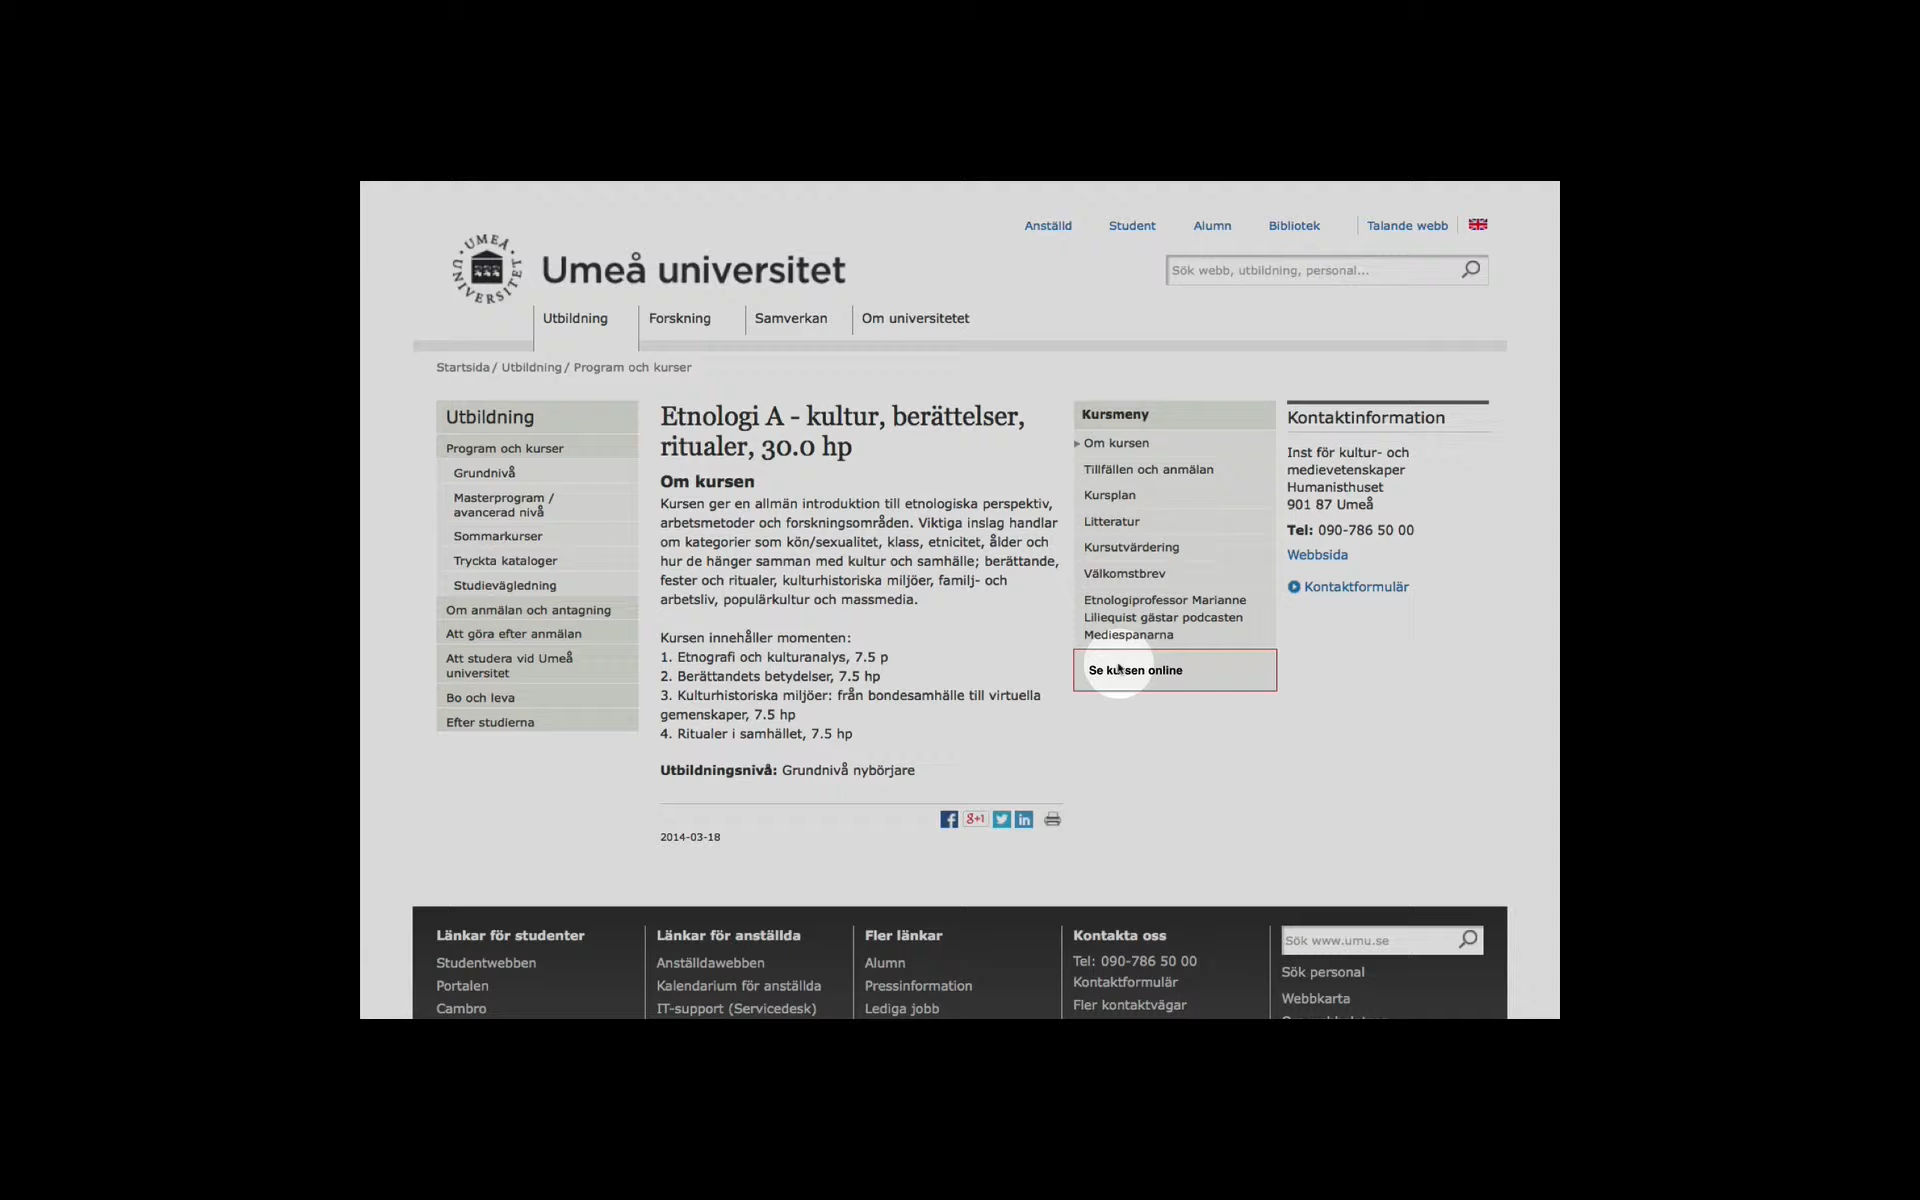 Anställd
Student
Alumn
Bibliotek
Talande webb
UMEÅ UNIVERSITET
Umeå universitet
Sök webb, utbildning, personal...
Utbildning
Forskning
Samverkan
Om universitetet
Startsida / Utbildning / Program och kurser
Utbildning
Program och kurser
Grundnivå
Masterprogram /
avancerad nivå
Sommarkurser
Tryckta kataloger
Studievägledning
Om anmälan och antagning
Att göra efter anmälan
Att studera vid Umeå
universitet
Bo och leva
Efter studierna
Etnologi A - kultur, berättelser,
ritualer, 30.0 hp
Om kursen
Kursen ger en allmän introduktion till etnologiska perspektiv,
arbetsmetoder och forskningsområden. Viktiga inslag handlar
om kategorier som kön/sexualitet, klass, etnicitet, ålder och
hur de hänger samman med kultur och samhälle; berättande,
fester och ritualer, kulturhistoriska miljöer, familj- och
arbetsliv, populärkultur och massmedia.
Kursen innehåller momenten:
1. Etnografi och kulturanalys, 7.5 p
2. Berättandets betydelser, 7.5 hp
3. Kulturhistoriska miljöer: från bondesamhälle till virtuella
gemenskaper, 7.5 hp
4. Ritualer i samhället, 7.5 hp
Utbildningsnivå: Grundnivå nybörjare
g+1
2014-03-18
Kursmeny
Om kursen
Tillfällen och anmälan
Kursplan
Litteratur
Kursutvärdering
Välkomstbrev
Etnologiprofessor Marianne
Liliequist gästar podcasten
Mediespanarna
Se kursen online
Kontaktinformation
Inst för kultur- och
medievetenskaper
Humanisthuset
901 87 Umeå
Tel: 090-786 50 00
Webbsida
Kontaktformulär
Länkar för studenter
Studentwebben
Portalen
Cambro
Länkar för anställda
Anställdawebben
Kalendarium för anställda
IT-support (Servicedesk)
Fler länkar
Alumn
Pressinformation
Lediga jobb
Kontakta oss
Tel: 090-786 50 00
Kontaktformulär
Fler kontaktvägar
Sök www.umu.se
Sök personal
Webbkarta